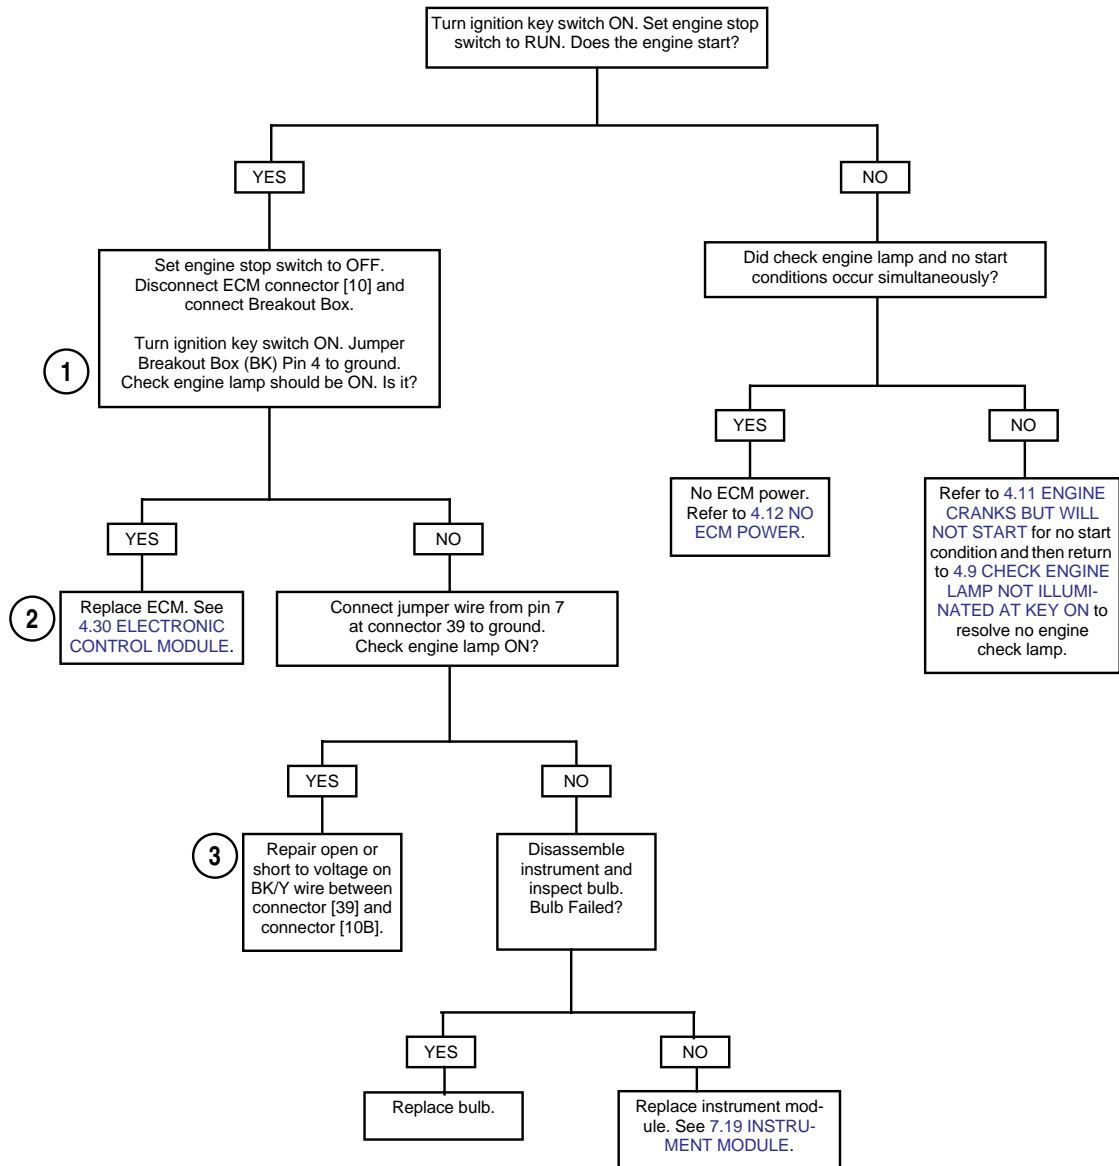 Turn ignition key switch ON. Set engine stop
switch to RUN. Does the engine start?
YES
NO
Set engine stop switch to OFF.
Disconnect ECM connector [10] and
connect Breakout Box.
Turn ignition key switch ON. Jumper
Breakout Box (BK) Pin 4 to ground.
Check engine lamp should be ON. Is it?
1
Did check engine lamp and no start
conditions occur simultaneously?
YES
NO
No ECM power.
Refer to 4.12 NO
ECM POWER.
Refer to 4.11 ENGINE
CRANKS BUT WILL
NOT START for no start
condition and then return
to 4.9 CHECK ENGINE
LAMP NOT ILLUMI-
NATED AT KEY ON to
resolve no engine
check lamp.
YES
NO
2
Replace ECM. See
4.30 ELECTRONIC
CONTROL MODULE.
Connect jumper wire from pin 7
at connector 39 to ground.
Check engine lamp ON?
YES
NO
3
Repair open or
short to voltage on
BK/Y wire between
connector [39] and
connector [10B].
Disassemble
instrument and
inspect bulb.
Bulb Failed?
YES
NO
Replace bulb.
Replace instrument mod-
ule. See 7.19 INSTRU-
MENT MODULE.